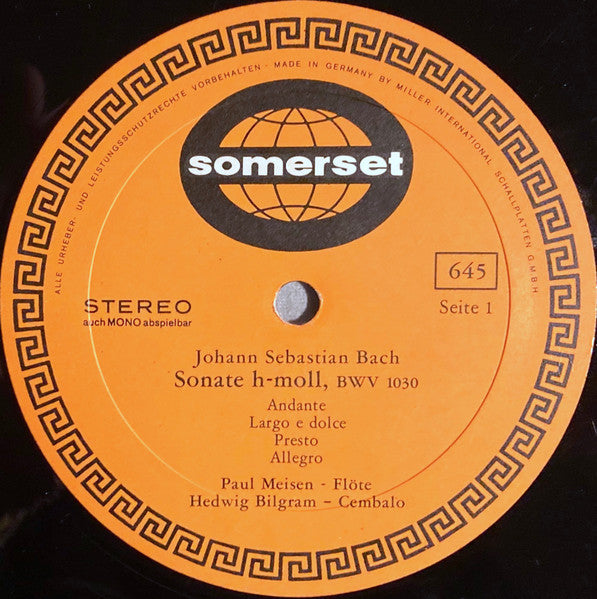 ALLE URHEBER- UND LEISTUNGSSCHUTZRECHTE VORBEHALTEN · MADE IN GERMANY BY MILLER INTERNATIONAL SCHALLPLATTEN GMBH
somerset
645
STEREO
Seite 1
auch MONO abspielbar
Johann Sebastian Bach
Sonate h-moll, BWV 1030
Andante
Largo e dolce
Presto
Allegro
Paul Meisen - Flöte
Hedwig Bilgram – Cembalo